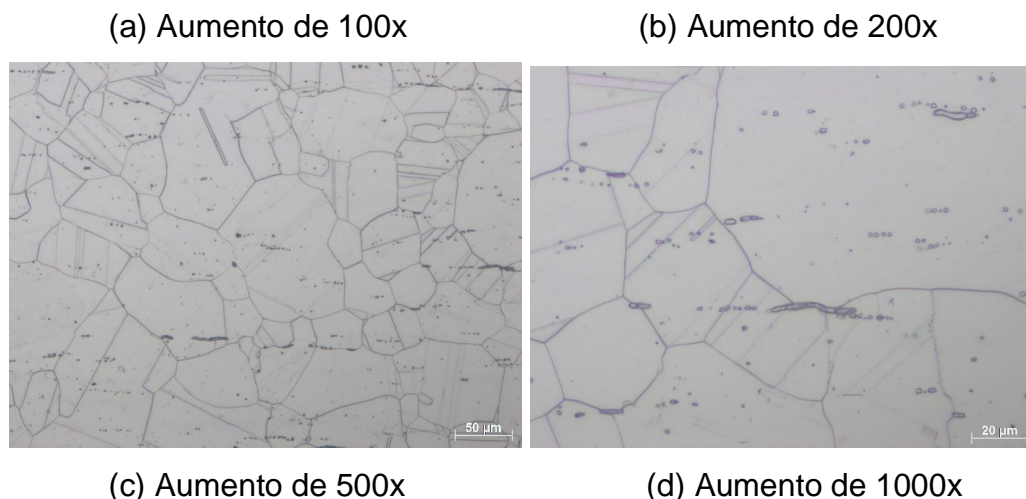 (a) Aumento de 100x
(b) Aumento de 200x
50 µm
20 µm
(c) Aumento de 500x
(d) Aumento de 1000x